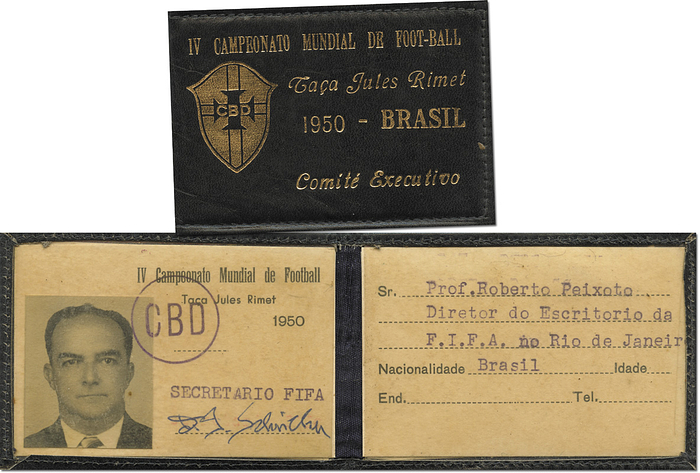 IV CAMPEONATO MUNDIAL DE FOOT-BALL
Taça Jules Rimet
CBD
1950 - BRASIL
Comité Executivo
IV Campeonato Mundial de Football
Taça Jules Rimet
CBD
1950
SECRETARIO FIFA
Sr. Prof. Roberto Peixoto
Diretor do Escritorio da
F.I.F.A. no Rio de Janeir
Nacionalidade Brasil Idade
End. Tel.